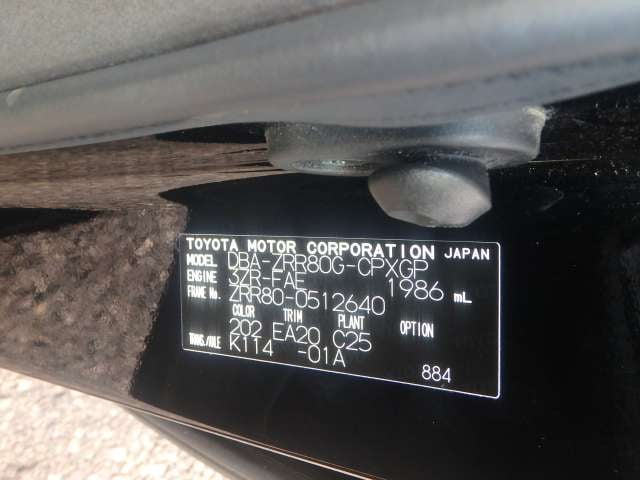 TOYOTA MOTOR CORPORATION JAPAN
MODEL DBA-ZRR80G-CPXGP
ENGINE 3ZR-FAE 1986 mL
FRAME No. ZRR80-0512640
COLOR TRIM PLANT OPTION
202 EA20 C25
TRANS./AXLE K1T4 -01A
884